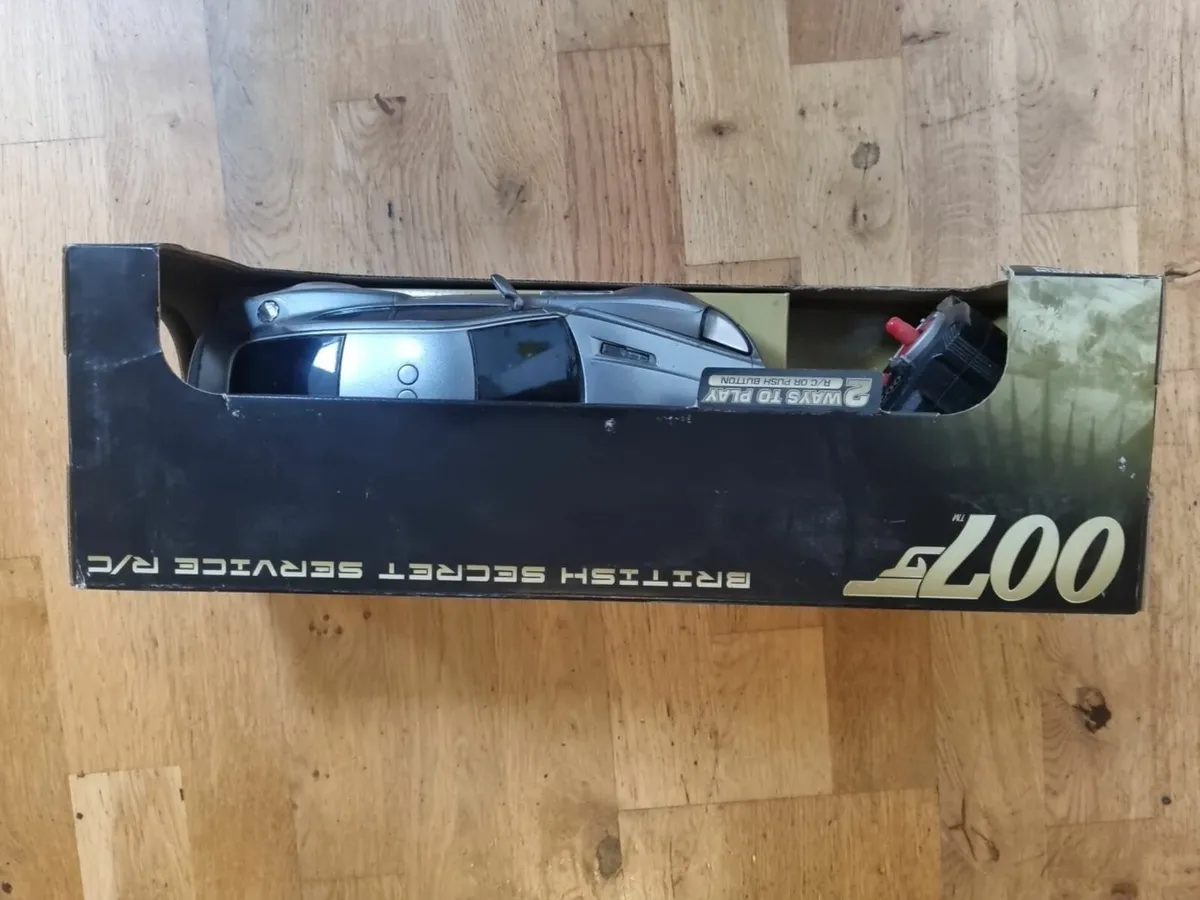 007™
BRITISH SECRET SERVICE R/C
2 WAYS TO PLAY
R/C OR PUSH BUTTON